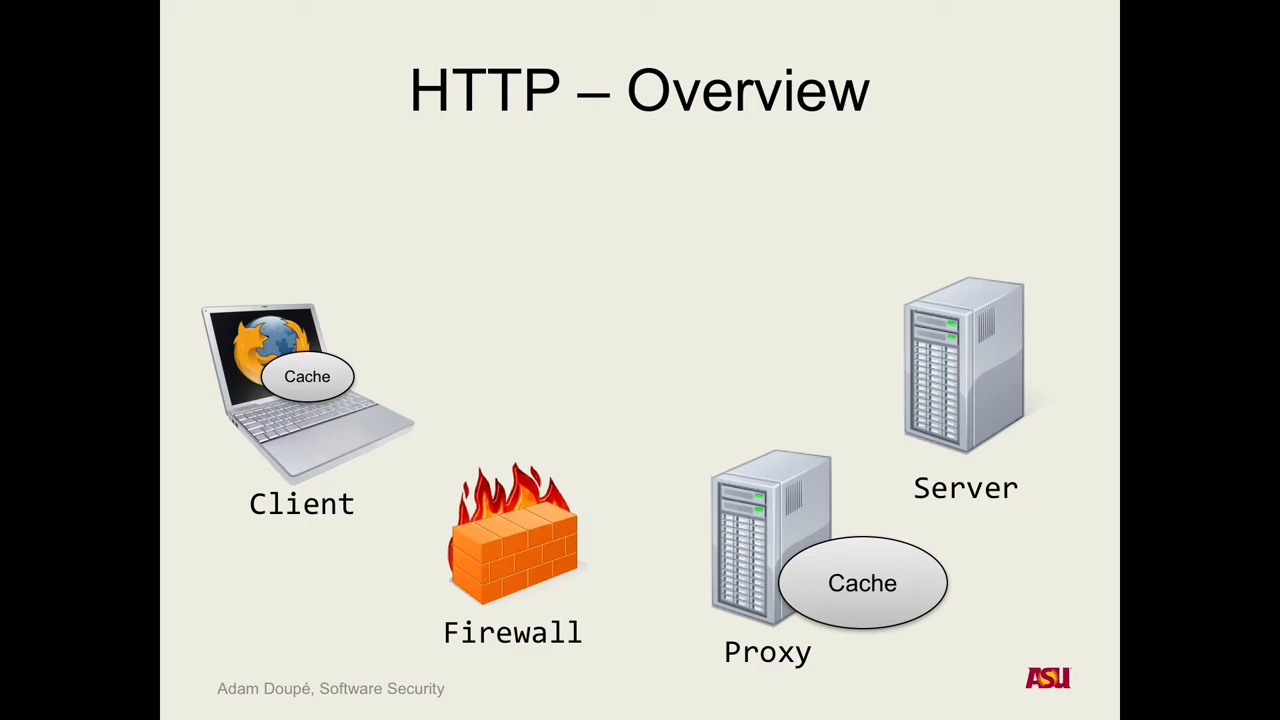 HTTP – Overview
Cache
Client
Firewall
Cache
Proxy
Server
Adam Doupé, Software Security
ASU